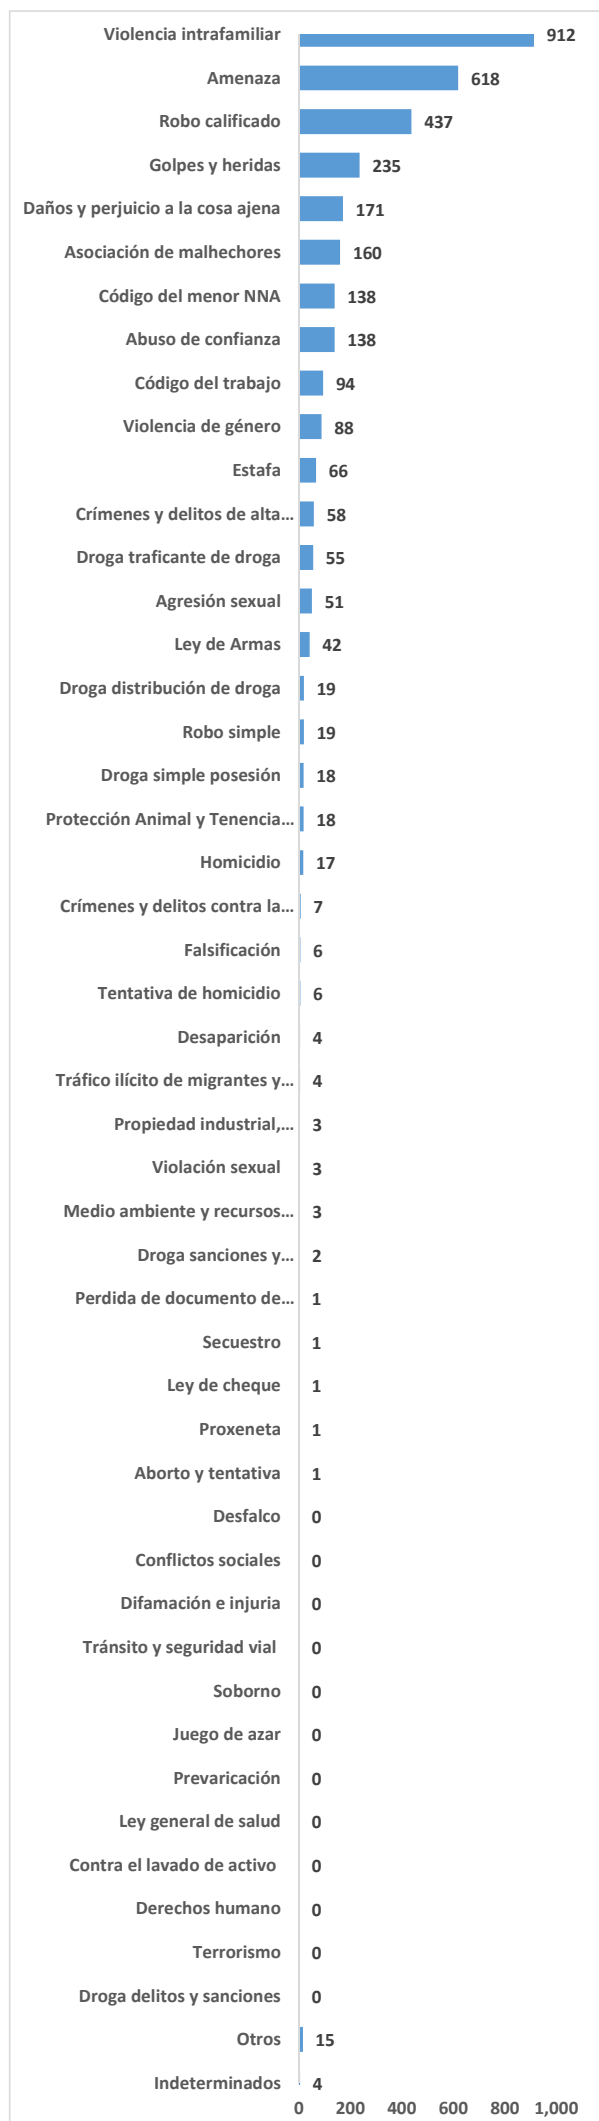 Violencia intrafamiliar 912
Amenaza 618
Robo calificado 437
Golpes y heridas 235
Daños y perjuicio a la cosa ajena 171
Asociación de malhechores 160
Código del menor NNA 138
Abuso de confianza 138
Código del trabajo 94
Violencia de género 88
Estafa 66
Crímenes y delitos de alta... 58
Droga traficante de droga 55
Agresión sexual 51
Ley de Armas 42
Droga distribución de droga 19
Robo simple 19
Droga simple posesión 18
Protección Animal y Tenencia... 18
Homicidio 17
Crímenes y delitos contra la... 7
Falsificación 6
Tentativa de homicidio 6
Desaparición 4
Tráfico ilícito de migrantes y... 4
Propiedad industrial,... 3
Violación sexual 3
Medio ambiente y recursos... 3
Droga sanciones y... 2
Perdida de documento de... 1
Secuestro 1
Ley de cheque 1
Proxeneta 1
Aborto y tentativa 1
Desfalco 0
Conflictos sociales 0
Difamación e injuria 0
Tránsito y seguridad vial 0
Soborno 0
Juego de azar 0
Prevaricación 0
Ley general de salud 0
Contra el lavado de activo 0
Derechos humano 0
Terrorismo 0
Droga delitos y sanciones 0
Otros 15
Indeterminados 4
0 200 400 600 800 1,000